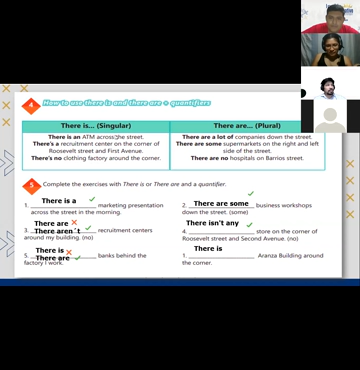 4 How to use there is and there are + quantifiers
There is... (Singular)
There is an ATM across the street.
There's a recruitment center on the corner of
Roosevelt street and First Avenue.
There's no clothing factory around the corner.
There are... (Plural)
There are a lot of companies down the street.
There are some supermarkets on the right and left
side of the street.
There are no hospitals on Barrios street.
5 Complete the exercises with There is or There are and a quantifier.
1. There is a marketing presentation
across the street in the morning.
2. There are some business workshops
down the street. (some)
There are
3. There aren't recruitment centers
around my building. (no)
There isn't any
4. store on the corner of
Roosevelt street and Second Avenue. (no)
There is
5. There are banks behind the
factory I work.
There is
1. Aranza Building around
the corner.